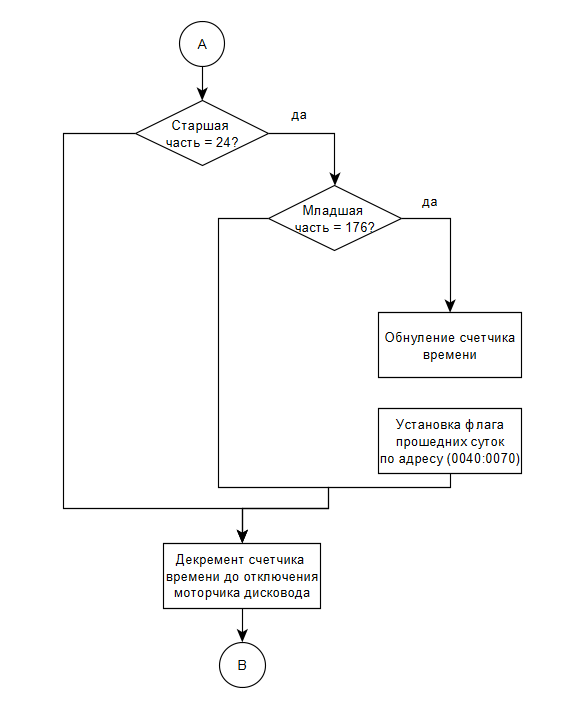 А
Старшая
часть = 24?
да
Младшая
часть = 176?
да
Обнуление счетчика
времени
Установка флага
прошедних суток
по адресу (0040:0070)
Декремент счетчика
времени до отключения
моторчика дисковода
В